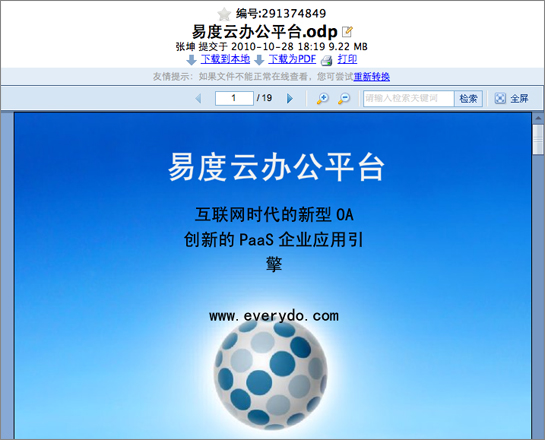 编号:291374849
易度云办公平台.odp
张坤 提交于 2010-10-28 18:19 9.22 MB
下载到本地 下载为PDF 打印
友情提示：如果文件不能正常在线查看，您可尝试重新转换
1 / 19 请输入检索关键词 检索 全屏
易度云办公平台
互联网时代的新型 OA
创新的 PaaS 企业应用引
擎
www.everydo.com